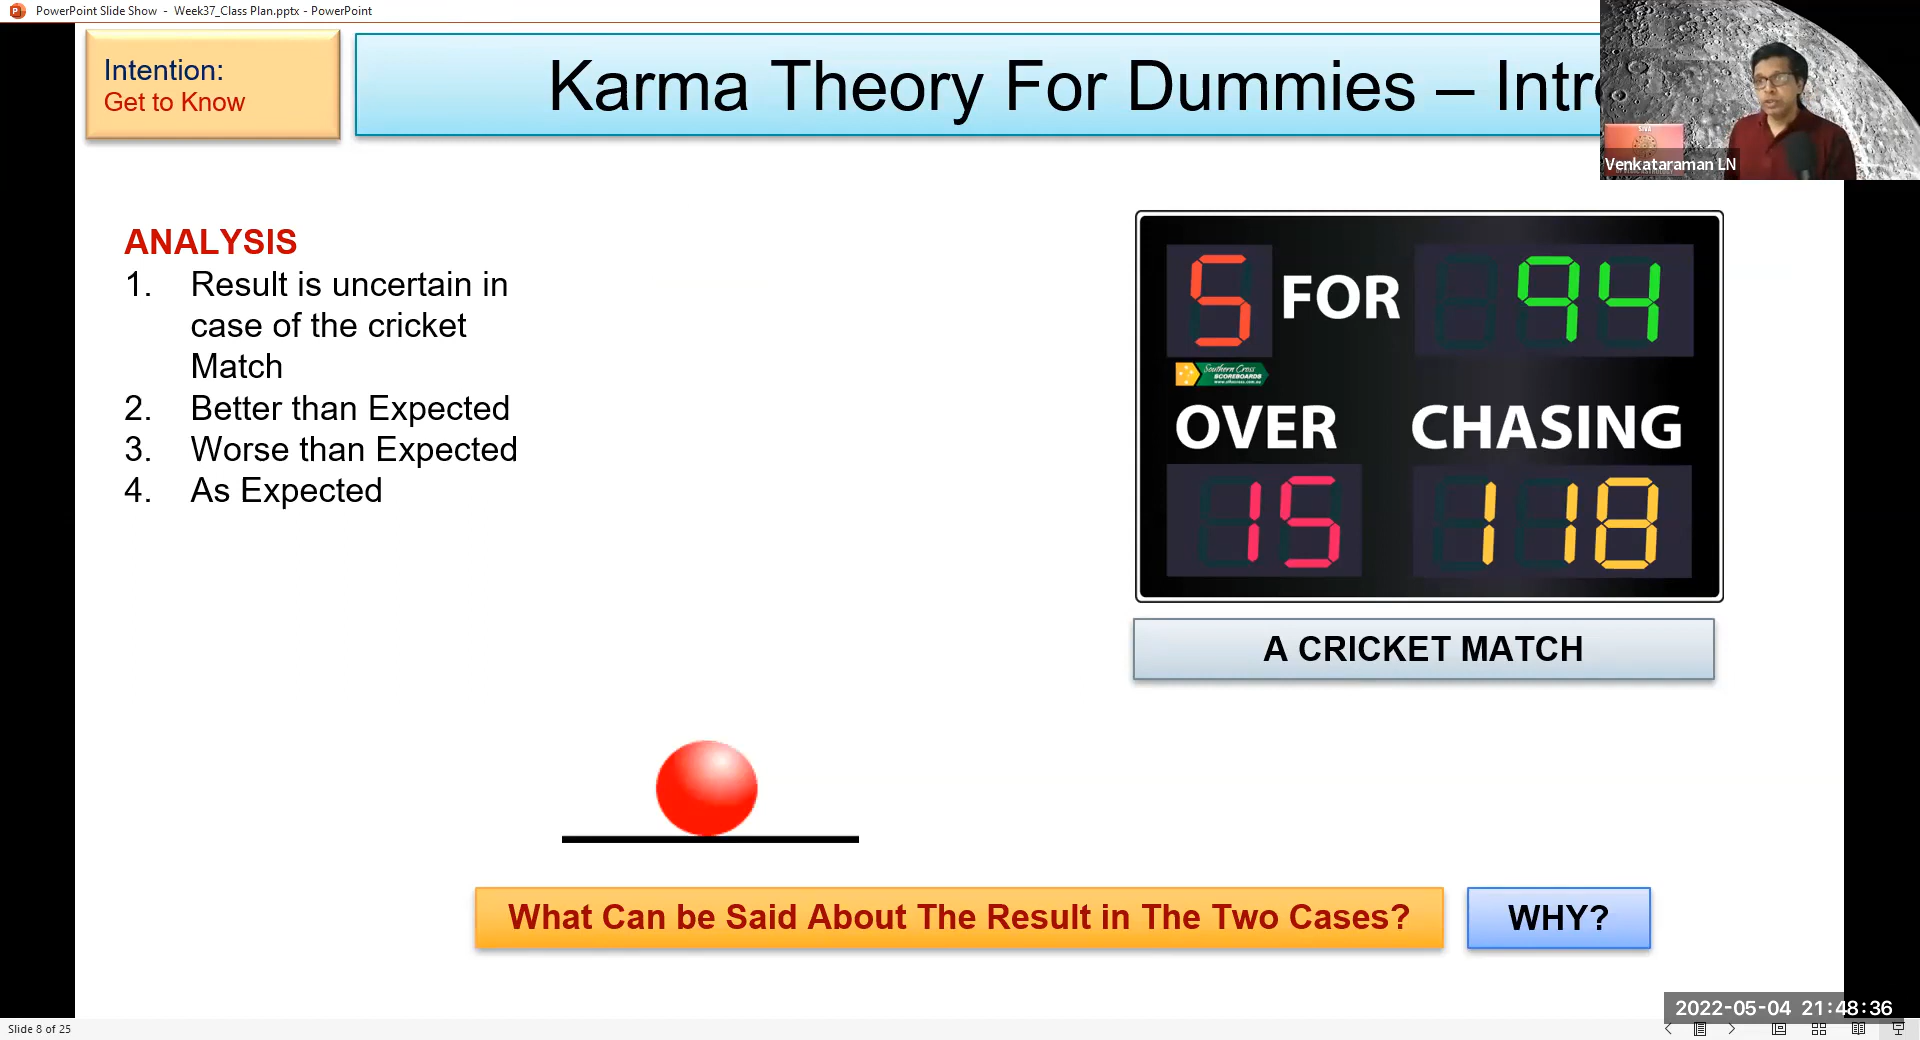 PowerPoint Slide Show - Week37_Class Plan.pptx - PowerPoint
Intention:
Get to Know
Karma Theory For Dummies – Intr
Venkataraman LN
ANALYSIS
1. Result is uncertain in
case of the cricket
Match
2. Better than Expected
3. Worse than Expected
4. As Expected
5 FOR 94
Southern Cross
SCOREBOARDS
OVER CHASING
15 118
A CRICKET MATCH
What Can be Said About The Result in The Two Cases?
WHY?
2022-05-04 21:48:36
Slide 8 of 25